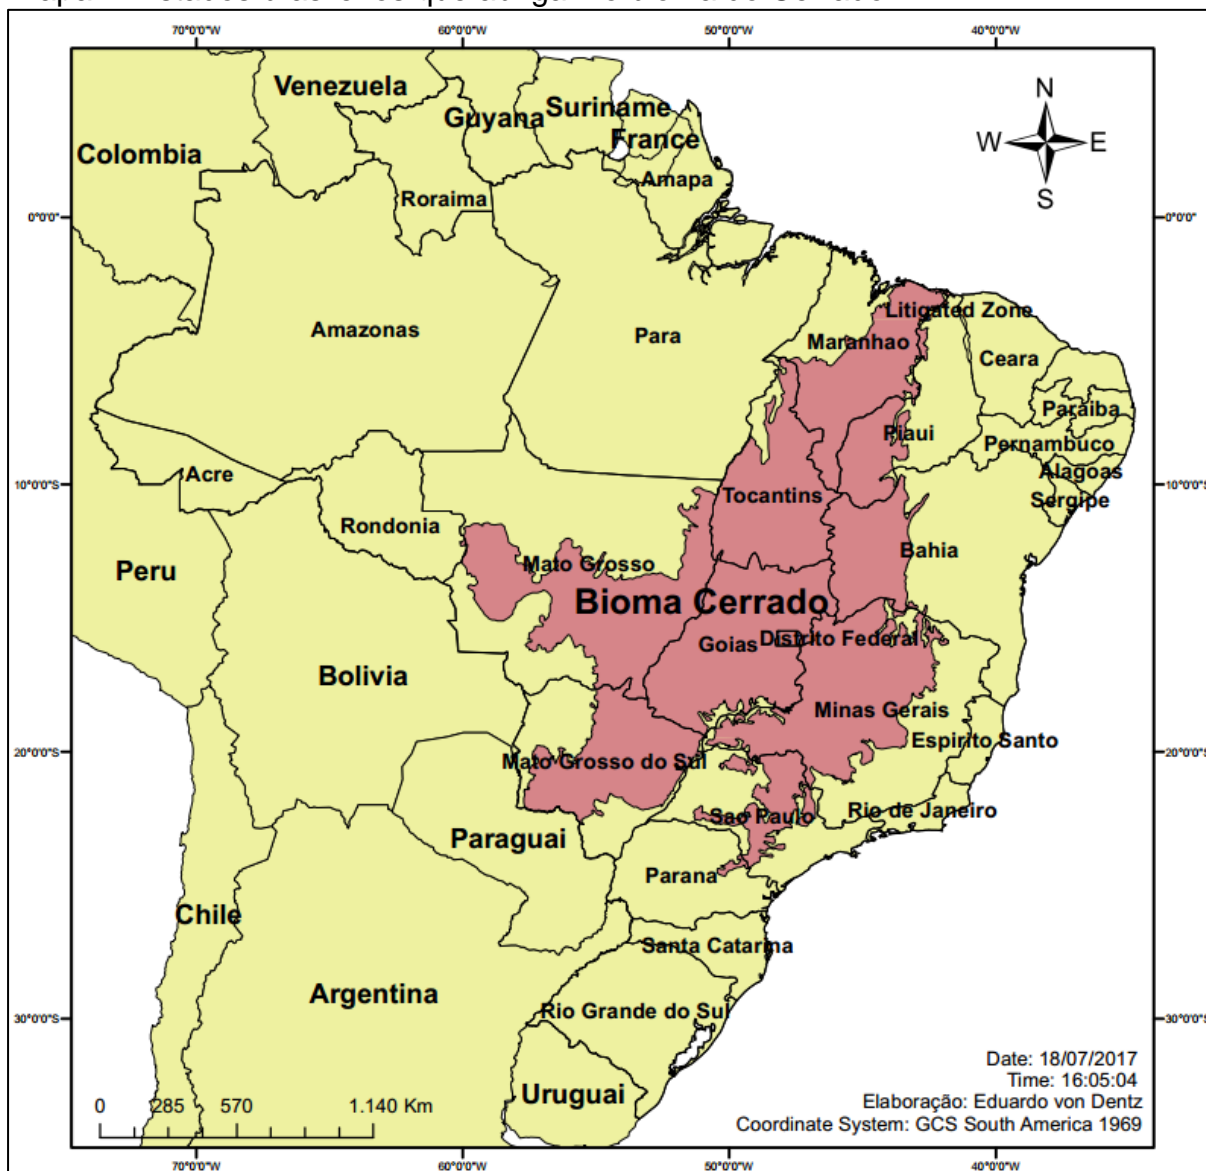 70°0'0"W 60°0'0"W 50°0'0"W 40°0'0"W
N
W E
S
Venezuela
Guyana
Suriname
France
Colombia
Amapa
Roraima
0°0'0" 0°0'0"
Litigated Zone
Amazonas
Para
Maranhao
Ceara
Paraiba
Piaui
Pernambuco
Acre
Alagoas
10°0'0"S 10°0'0"S
Tocantins
Sergipe
Rondonia
Bahia
Peru
Mato Grosso
Bioma Cerrado
Goias
Distrito Federal
Bolivia
Minas Gerais
Espirito Santo
20°0'0"S 20°0'0"S
Mato Grosso do Sul
Rio de Janeiro
Sao Paulo
Paraguai
Parana
Chile
Santa Catarina
Argentina
Rio Grande do Sul
30°0'0"S 30°0'0"S
Uruguai
Date: 18/07/2017
Time: 16:05:04
Elaboração: Eduardo von Dentz
Coordinate System: GCS South America 1969
0 285 570 1.140 Km
70°0'0"W 60°0'0"W 50°0'0"W 40°0'0"W